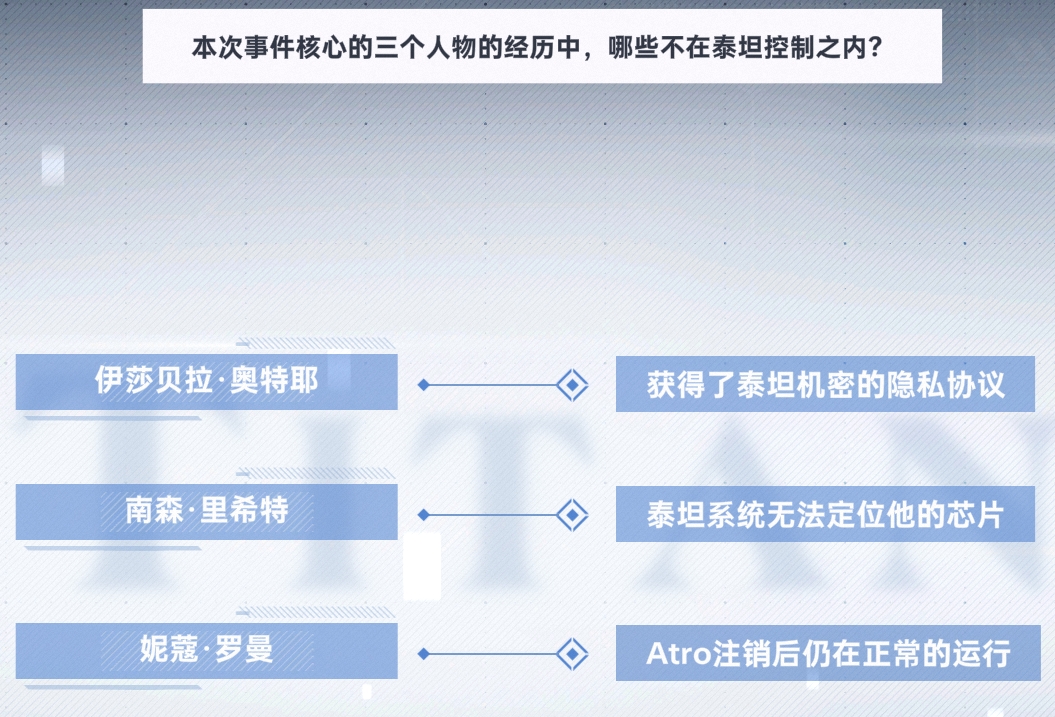 本次事件核心的三个人物的经历中，哪些不在泰坦控制之内？
伊莎贝拉·奥特耶
获得了泰坦机密的隐私协议
南森·里希特
泰坦系统无法定位他的芯片
妮蔻·罗曼
Atro注销后仍在正常的运行
TITAN